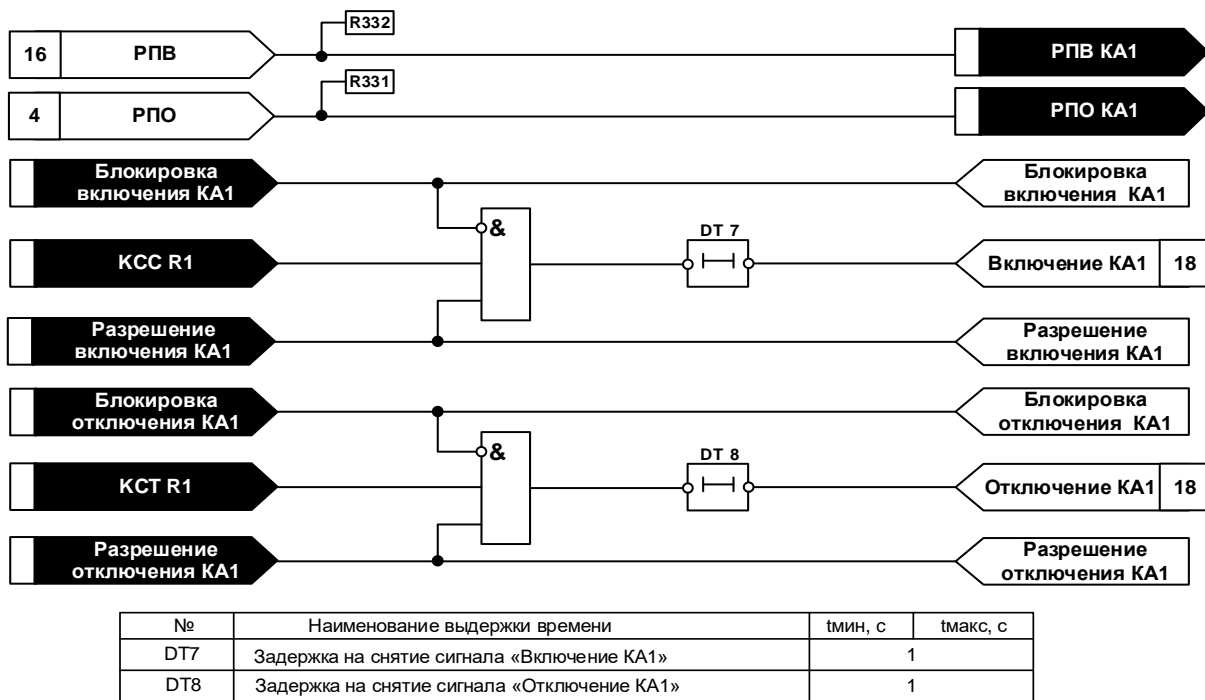 R332
16 РПВ РПВ КА1
R331
4 РПО РПО КА1
Блокировка
включения КА1
Блокировка
включения КА1
&
DT 7
KCC R1 Включение КА1 18
Разрешение
включения КА1
Разрешение
включения КА1
Блокировка
отключения КА1
Блокировка
отключения КА1
&
DT 8
KCT R1 Отключение КА1 18
Разрешение
отключения КА1
Разрешение
отключения КА1
№ Наименование выдержки времени tмин, с tмакс, с
DT7 Задержка на снятие сигнала «Включение КА1» 1
DT8 Задержка на снятие сигнала «Отключение КА1» 1